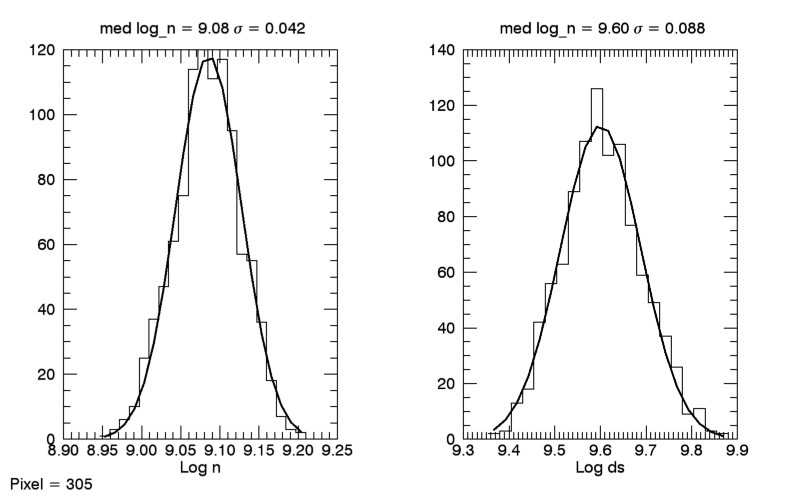 med log_n = 9.08 σ = 0.042
120
100
80
60
40
20
0
8.90 8.95 9.00 9.05 9.10 9.15 9.20 9.25
Log n
med log_n = 9.60 σ = 0.088
140
120
100
80
60
40
20
0
9.3 9.4 9.5 9.6 9.7 9.8 9.9
Log ds
Pixel = 305